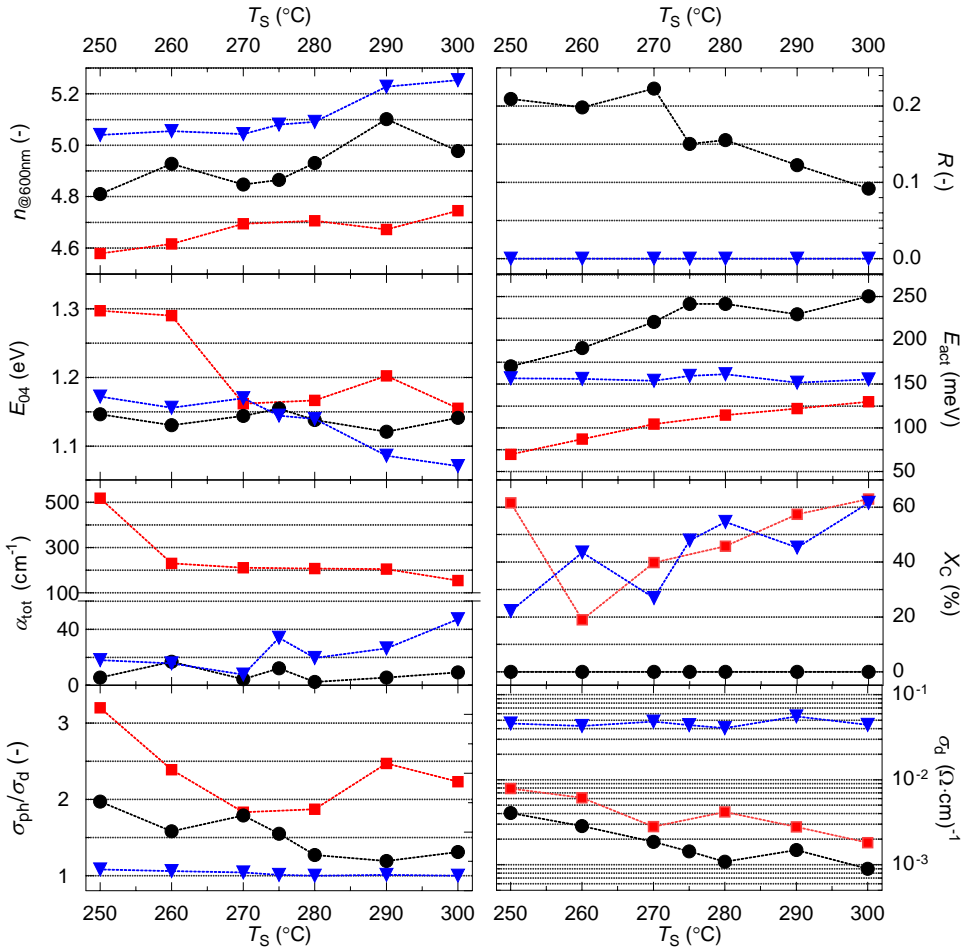 T_S (°C) T_S (°C)
250 260 270 280 290 300 250 260 270 280 290 300
5.2
5.0
4.8
4.6
n_@600nm (-)
0.2
0.1
0.0
R (-)
1.3
1.2
1.1
E_04 (eV)
250
200
150
100
50
E_act (meV)
500
300
100
40
20
0
α_tot (cm⁻¹)
60
40
20
0
X_C (%)
3
2
1
σ_ph/σ_d (-)
10⁻¹
10⁻²
10⁻³
σ_d (Ω·cm)⁻¹
250 260 270 280 290 300 250 260 270 280 290 300
T_S (°C) T_S (°C)